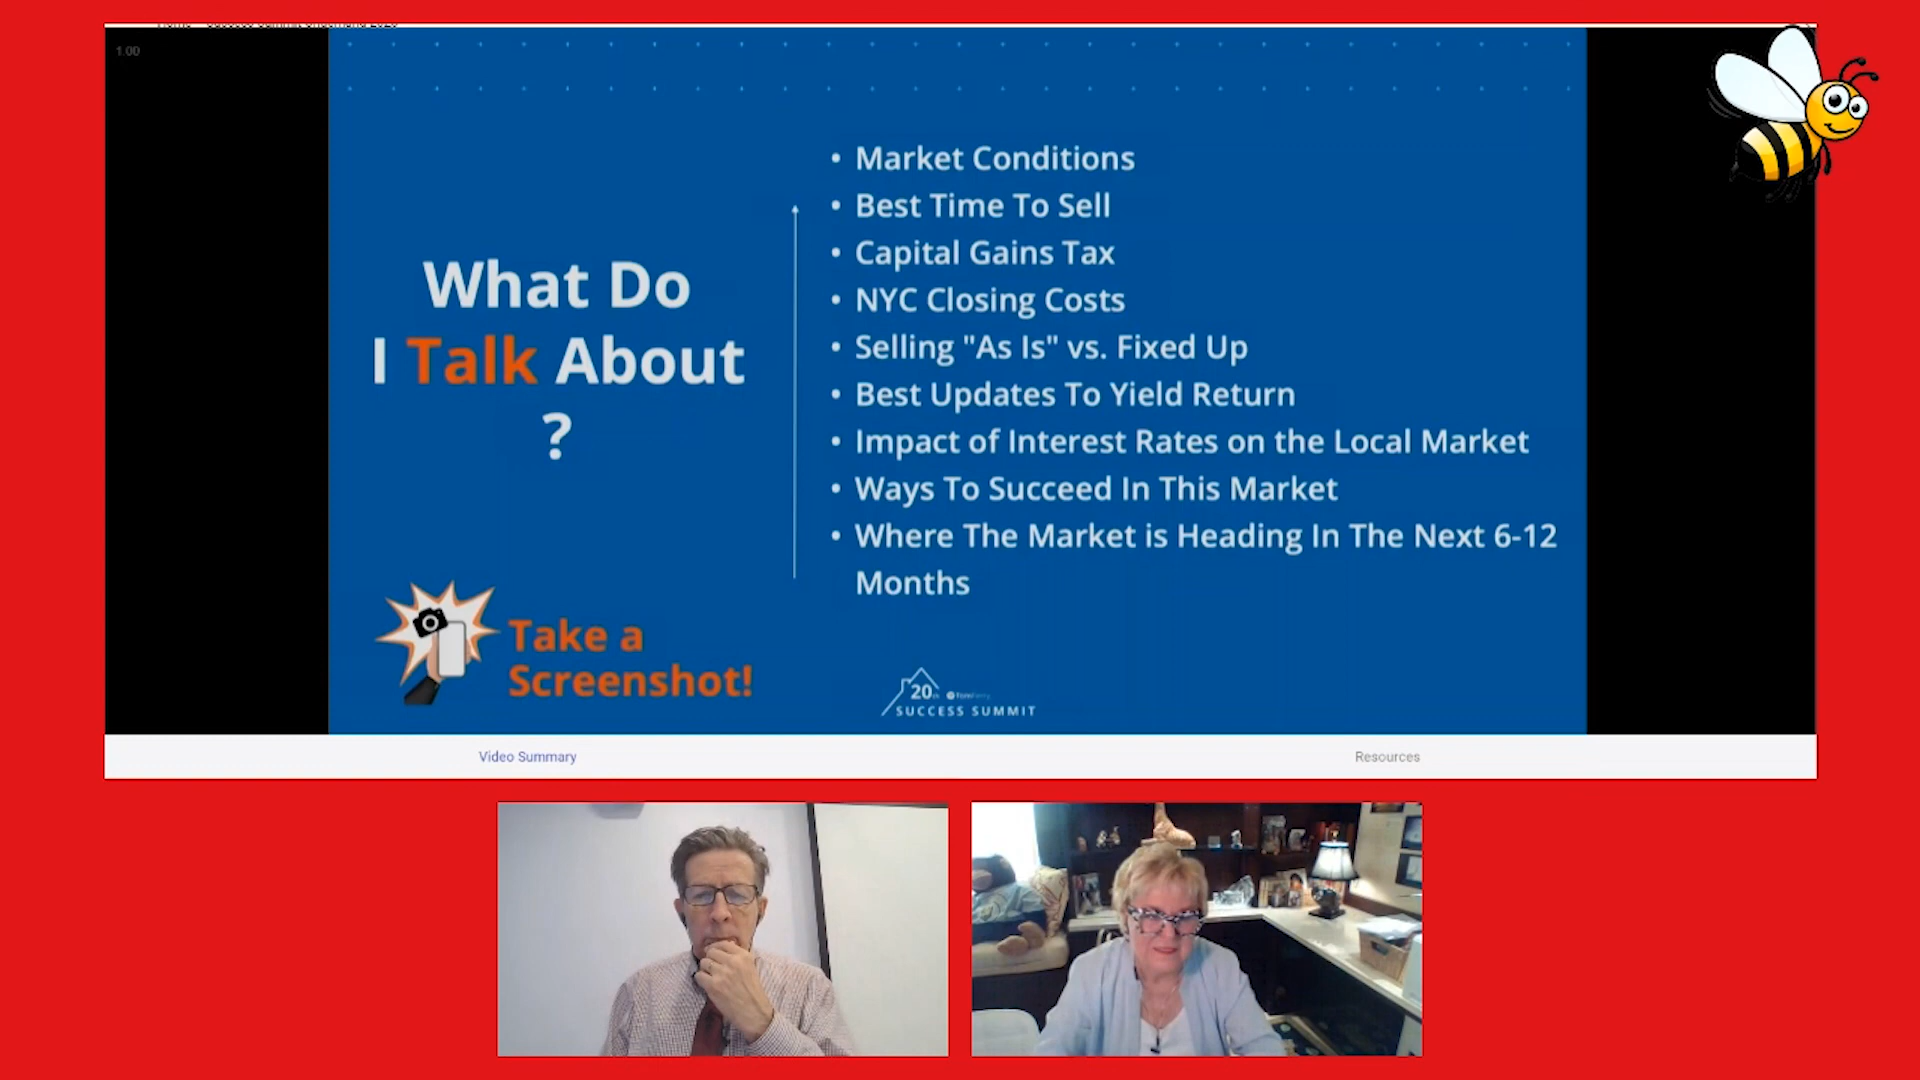 1.00
What Do
I Talk About
?
• Market Conditions
• Best Time To Sell
• Capital Gains Tax
• NYC Closing Costs
• Selling "As Is" vs. Fixed Up
• Best Updates To Yield Return
• Impact of Interest Rates on the Local Market
• Ways To Succeed In This Market
• Where The Market is Heading In The Next 6-12
Months
Take a
Screenshot!
20
SUCCESS SUMMIT
Video Summary
Resources